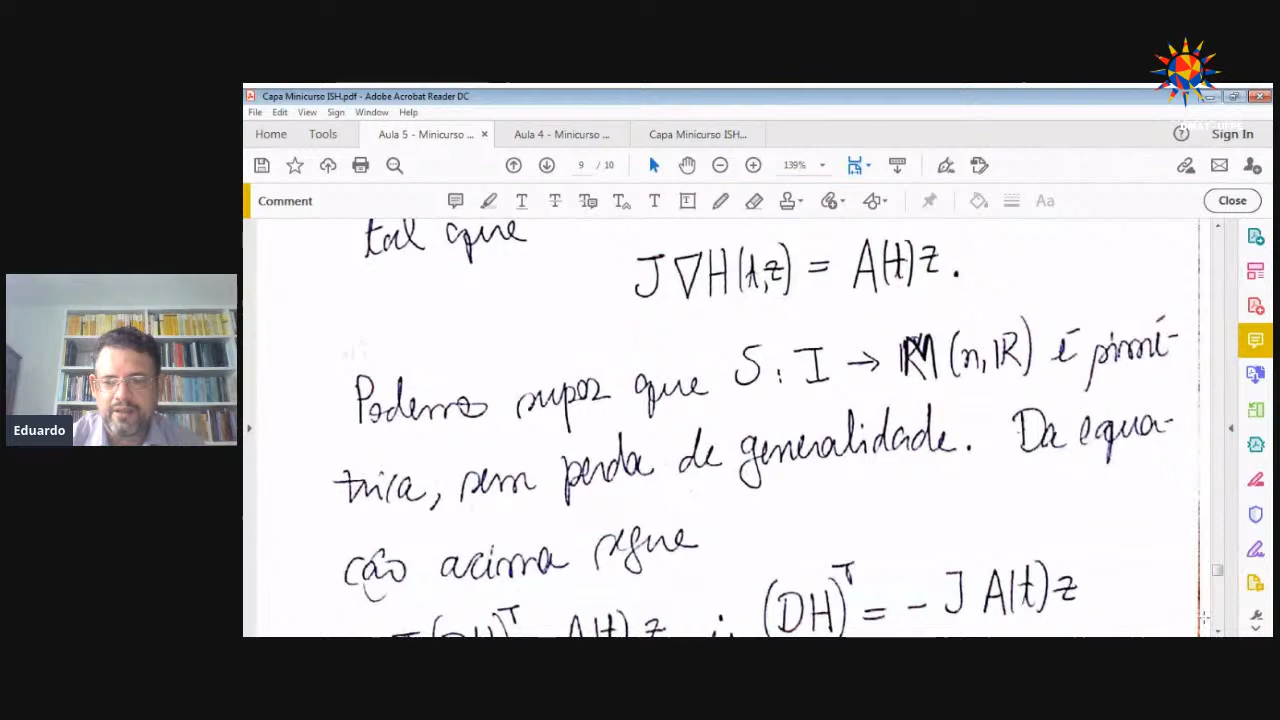 Capa Minicurso ISH.pdf - Adobe Acrobat Reader DC
File Edit View Sign Window Help
Home Tools Aula 5 - Minicurso ... × Aula 4 - Minicurso ... Capa Minicurso ISH... Sign In
9 / 10 139%
Comment Close
tal que
J∇H(t,z) = A(t)z.
Podemos supor que S: I → M(n,ℝ) é simé-
trica, sem perda de generalidade. Da equa-
ção acima segue
(DH)ᵀ = - J A(t)z
A(t) z
Eduardo